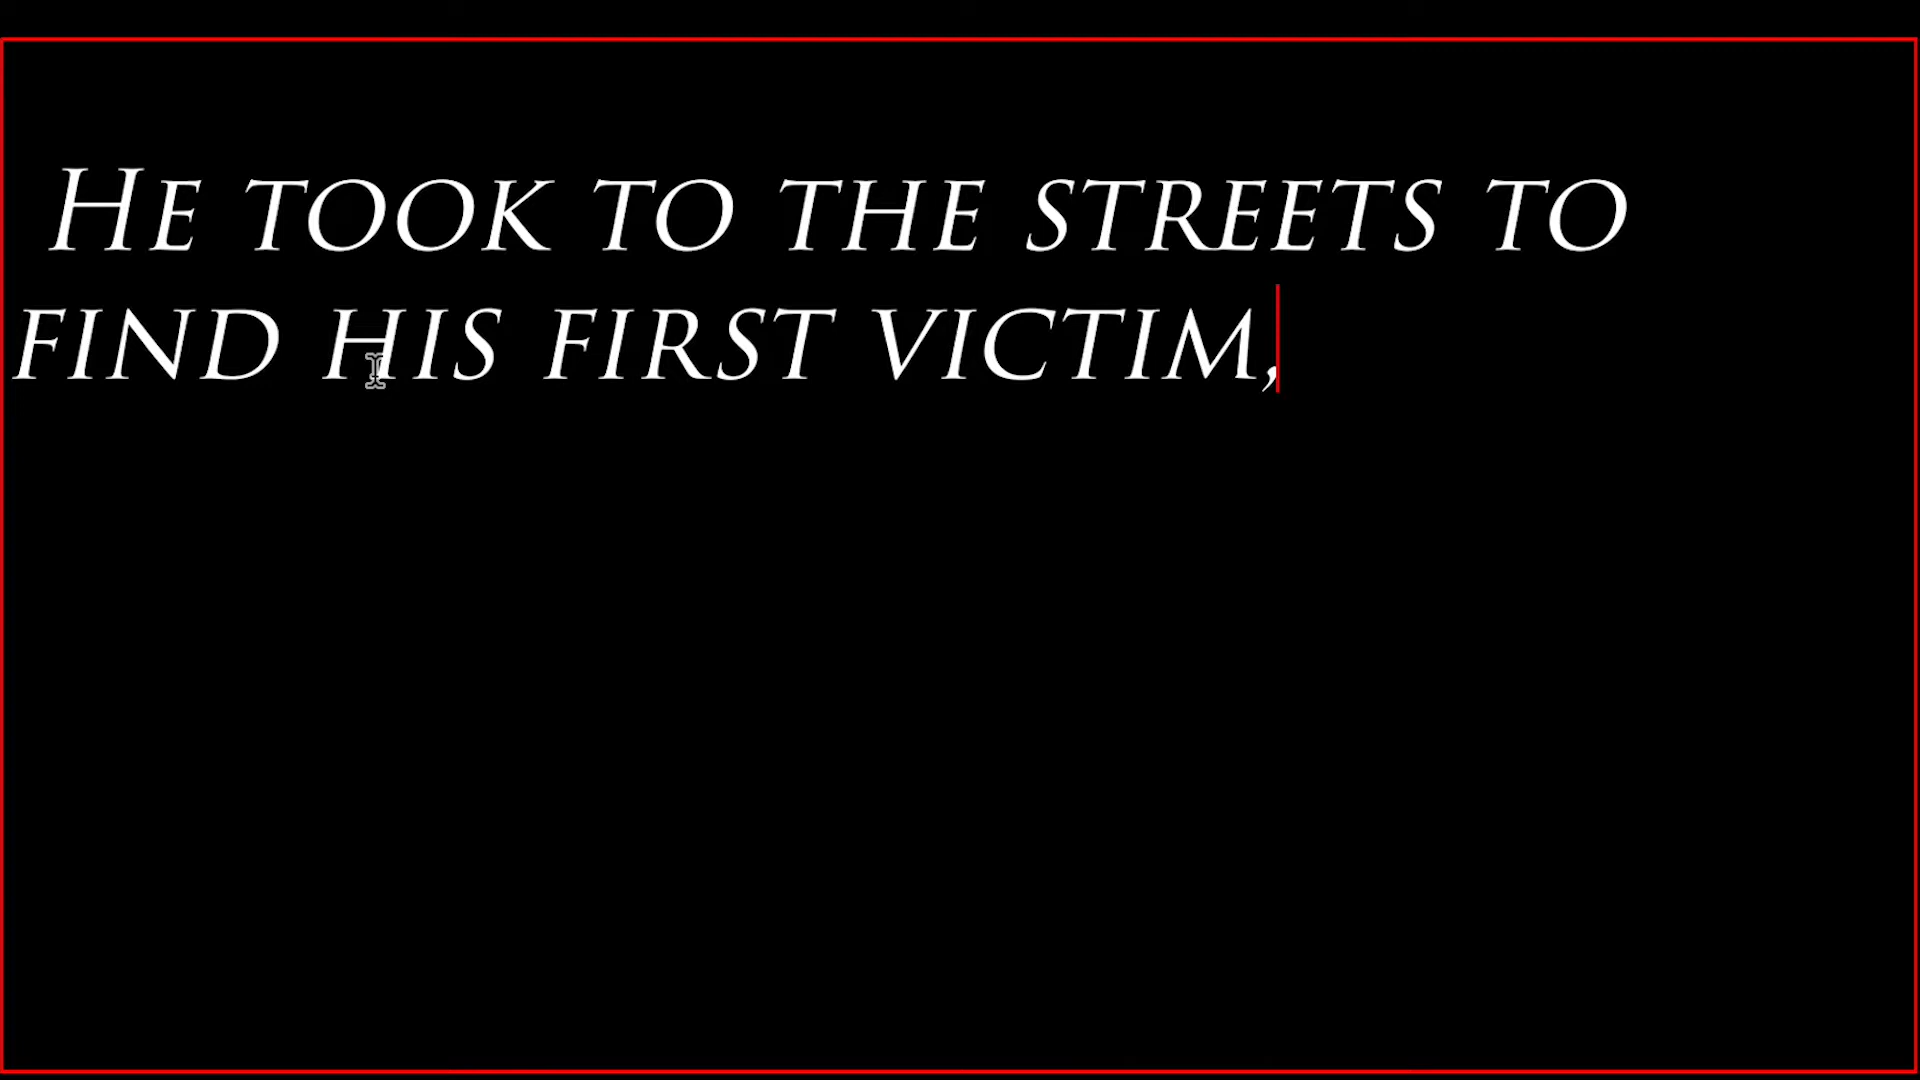 He took to the streets to
find his first victim,